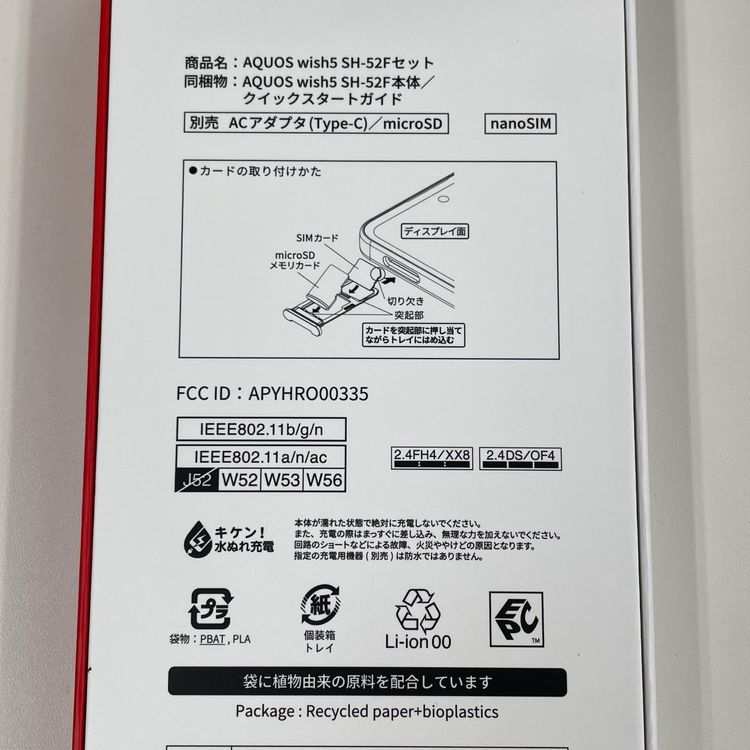 商品名：AQUOS wish5 SH-52Fセット
同梱物：AQUOS wish5 SH-52F本体／
クイックスタートガイド
別売 ACアダプタ(Type-C)／microSD
nanoSIM
●カードの取り付けかた
SIMカード
ディスプレイ面
microSD
メモリカード
切り欠き
突起部
カードを突起部に押し当て
ながらトレイにはめ込む
FCC ID：APYHRO00335
IEEE802.11b/g/n
IEEE802.11a/n/ac
J52 W52 W53 W56
2.4FH4/XX8
2.4DS/OF4
キケン！
水ぬれ充電
本体が濡れた状態で絶対に充電しないでください。
また、充電の際はまっすぐに差し込み、無理な力を加えないでください。
回路のショートなどによる故障、火災ややけどの原因となります。
指定の充電用機器(別売)は防水ではありません。
プラ
袋物：PBAT,PLA
紙
個装箱
トレイ
Li-ion 00
EPC
TM
袋に植物由来の原料を配合しています
Package : Recycled paper+bioplastics